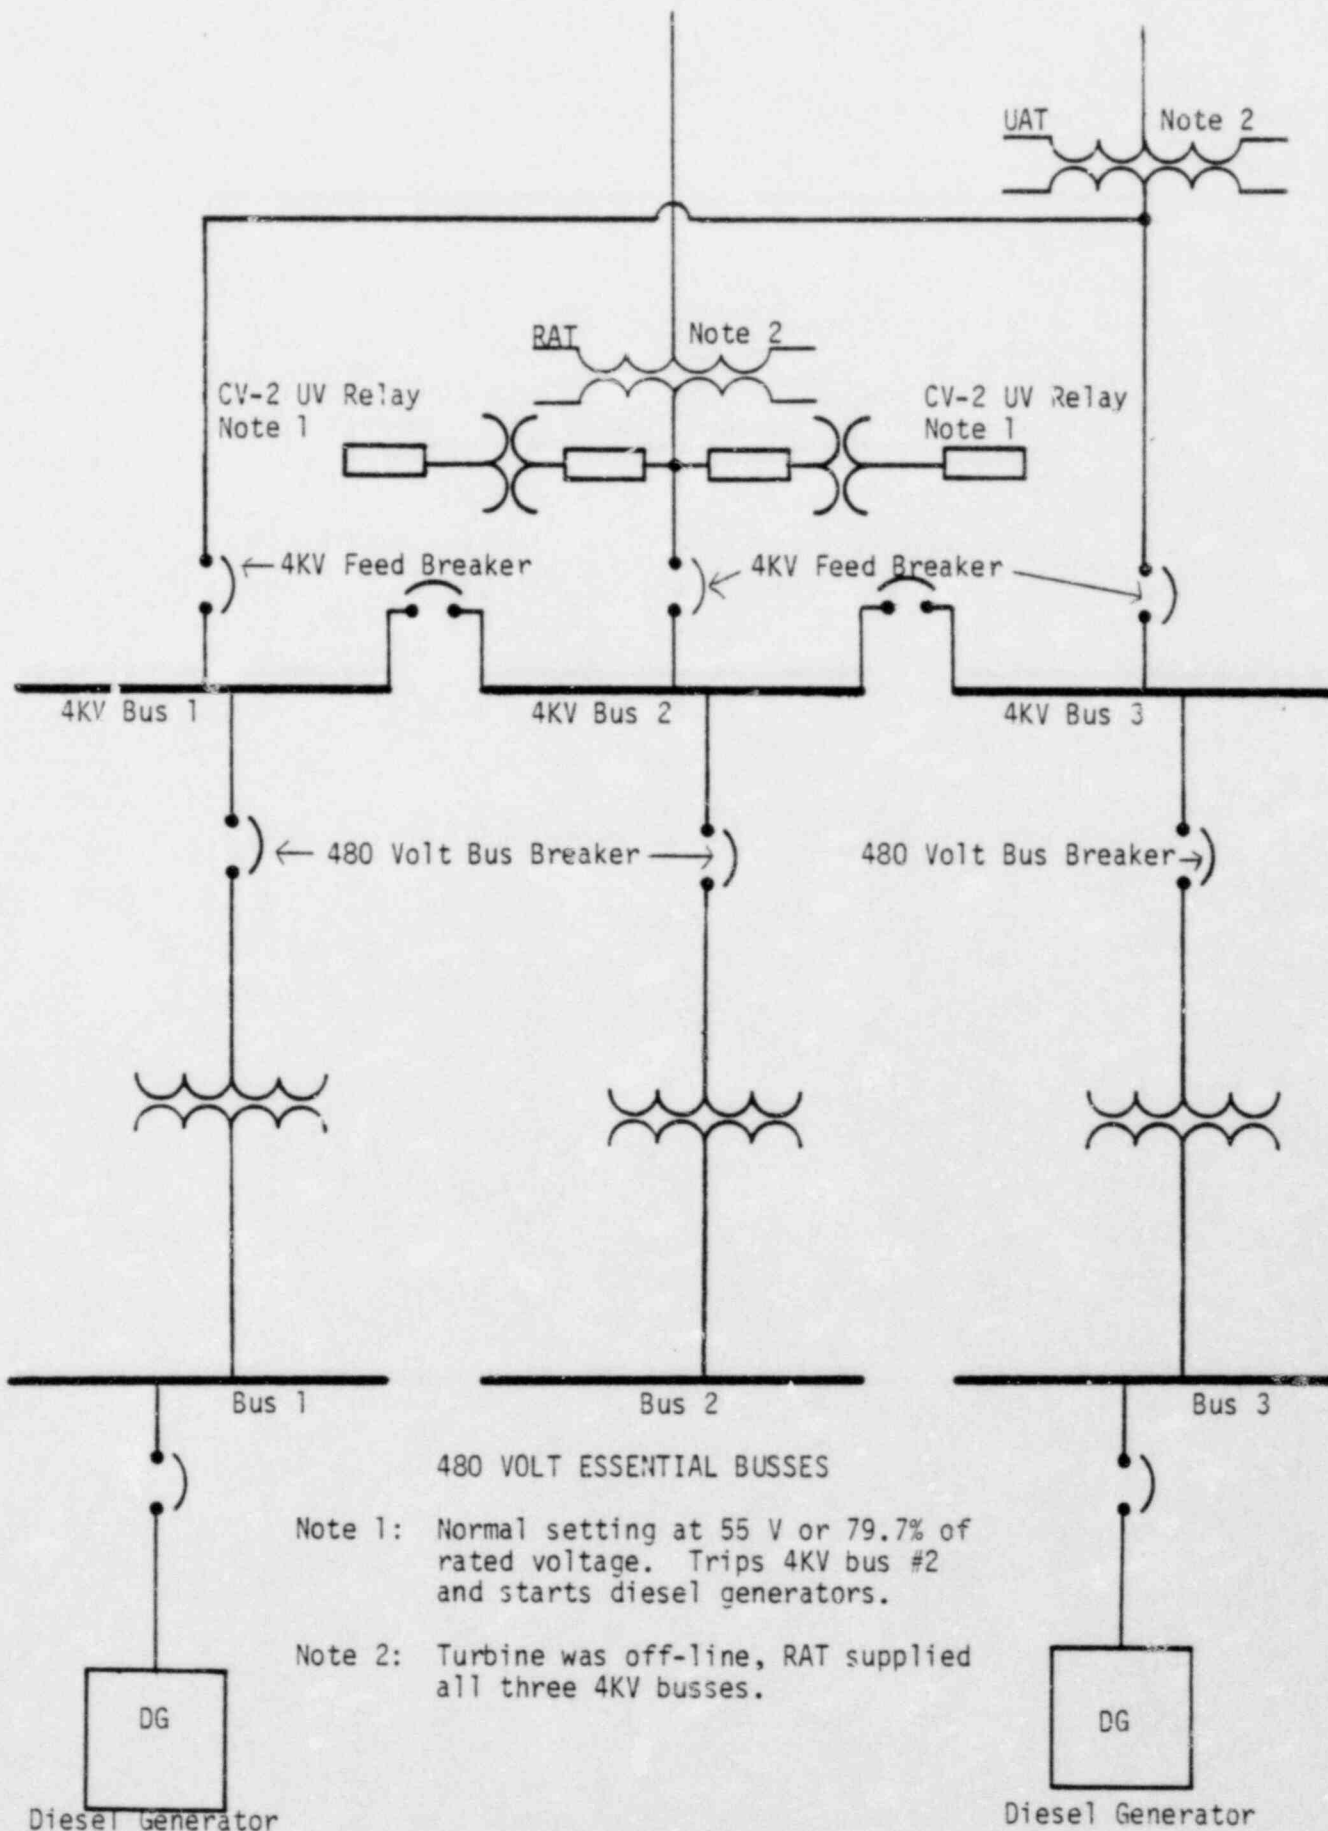 UAT Note 2
RAT Note 2
CV-2 UV Relay
Note 1
CV-2 UV Relay
Note 1
4KV Feed Breaker
4KV Feed Breaker
4KV Bus 1
4KV Bus 2
4KV Bus 3
480 Volt Bus Breaker
480 Volt Bus Breaker
Bus 1
Bus 2
Bus 3
480 VOLT ESSENTIAL BUSSES
Note 1: Normal setting at 55 V or 79.7% of
rated voltage. Trips 4KV bus #2
and starts diesel generators.
Note 2: Turbine was off-line, RAT supplied
all three 4KV busses.
DG
DG
Diesel Generator
Diesel Generator